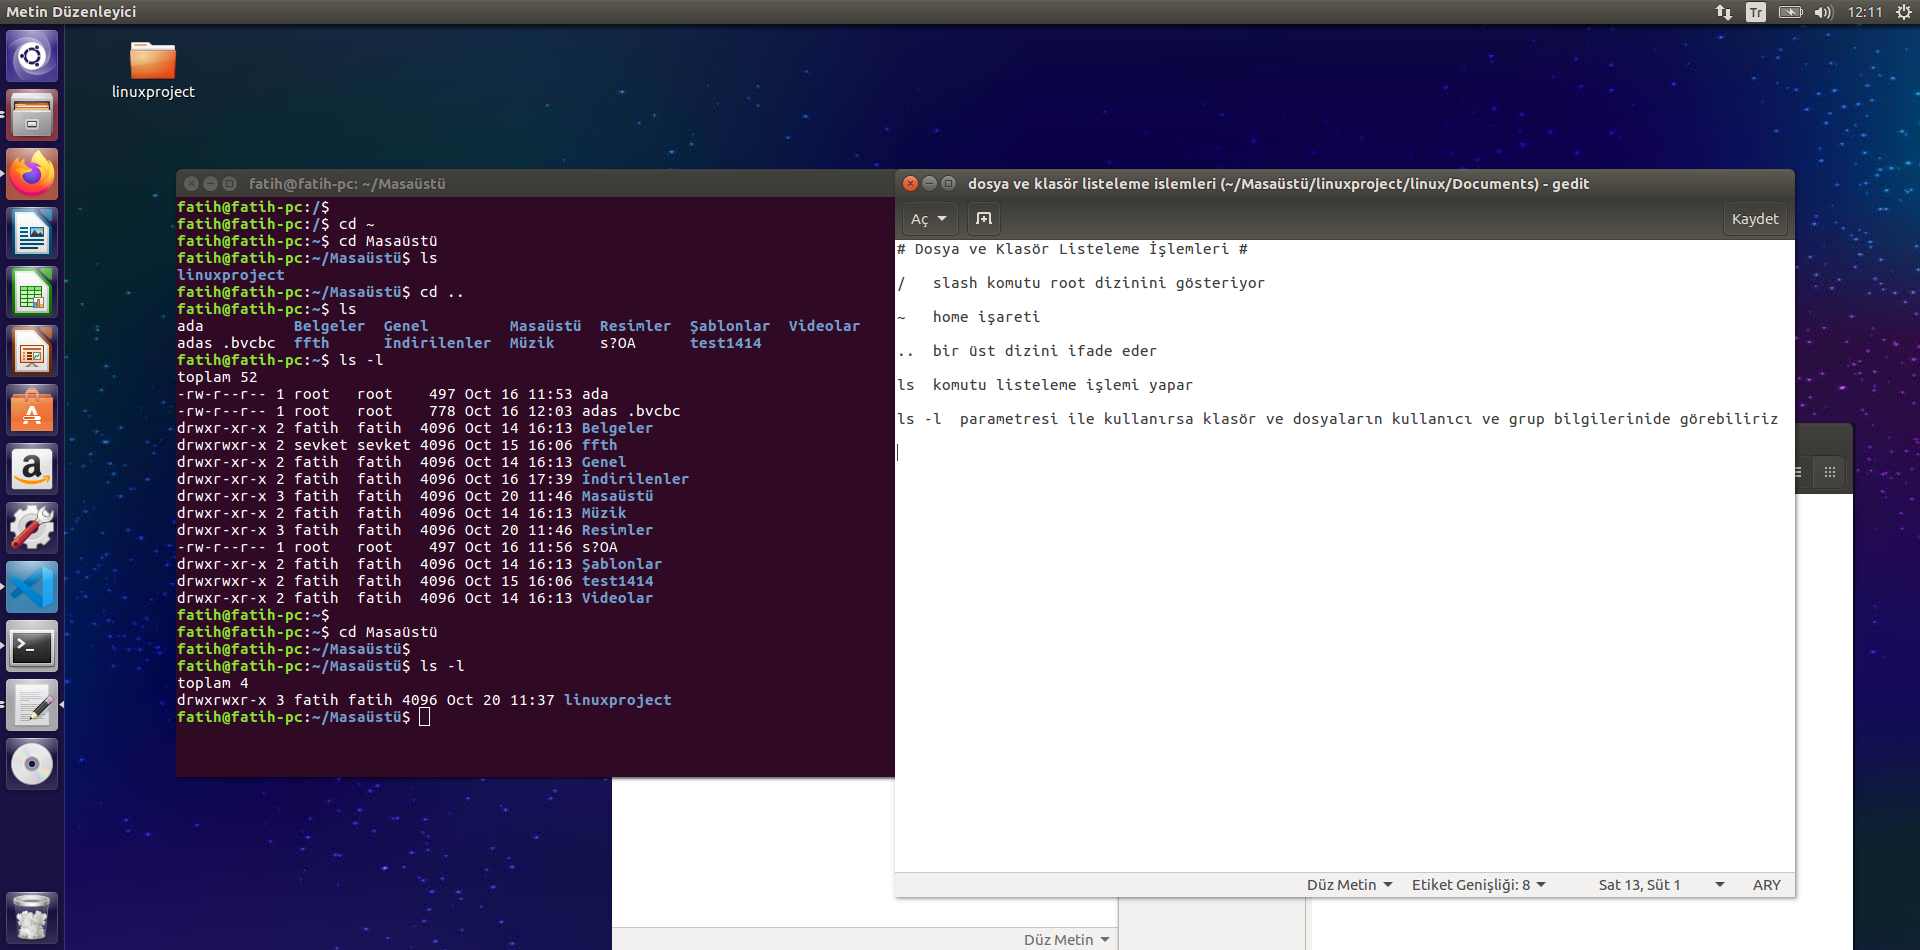 Metin Düzenleyici
Tr
12:11
linuxproject
fatih@fatih-pc: ~/Masaüstü
fatih@fatih-pc:/$
fatih@fatih-pc:/$ cd ~
fatih@fatih-pc:~$ cd Masaüstü
fatih@fatih-pc:~/Masaüstü$ ls
linuxproject
fatih@fatih-pc:~/Masaüstü$ cd ..
fatih@fatih-pc:~$ ls
ada Belgeler Genel Masaüstü Resimler Şablonlar Videolar
adas .bvcbc ffth İndirilenler Müzik s?OA test1414
fatih@fatih-pc:~$ ls -l
toplam 52
-rw-r--r-- 1 root root 497 Oct 16 11:53 ada
-rw-r--r-- 1 root root 778 Oct 16 12:03 adas .bvcbc
drwxr-xr-x 2 fatih fatih 4096 Oct 14 16:13 Belgeler
drwxrwxr-x 2 sevket sevket 4096 Oct 15 16:06 ffth
drwxr-xr-x 2 fatih fatih 4096 Oct 14 16:13 Genel
drwxr-xr-x 2 fatih fatih 4096 Oct 16 17:39 İndirilenler
drwxr-xr-x 3 fatih fatih 4096 Oct 20 11:46 Masaüstü
drwxr-xr-x 2 fatih fatih 4096 Oct 14 16:13 Müzik
drwxr-xr-x 3 fatih fatih 4096 Oct 20 11:46 Resimler
-rw-r--r-- 1 root root 497 Oct 16 11:56 s?OA
drwxr-xr-x 2 fatih fatih 4096 Oct 14 16:13 Şablonlar
drwxrwxr-x 2 fatih fatih 4096 Oct 15 16:06 test1414
drwxr-xr-x 2 fatih fatih 4096 Oct 14 16:13 Videolar
fatih@fatih-pc:~$
fatih@fatih-pc:~$ cd Masaüstü
fatih@fatih-pc:~/Masaüstü$
fatih@fatih-pc:~/Masaüstü$ ls -l
toplam 4
drwxrwxr-x 3 fatih fatih 4096 Oct 20 11:37 linuxproject
fatih@fatih-pc:~/Masaüstü$
dosya ve klasör listeleme islemleri (~/Masaüstü/linuxproject/linux/Documents) - gedit
Aç
Kaydet
# Dosya ve Klasör Listeleme İşlemleri #
/ slash komutu root dizinini gösteriyor
~ home işareti
.. bir üst dizini ifade eder
ls komutu listeleme işlemi yapar
ls -l parametresi ile kullanırsa klasör ve dosyaların kullanıcı ve grup bilgilerinide görebiliriz
Düz Metin Etiket Genişliği: 8 Sat 13, Süt 1 ARY
Düz Metin